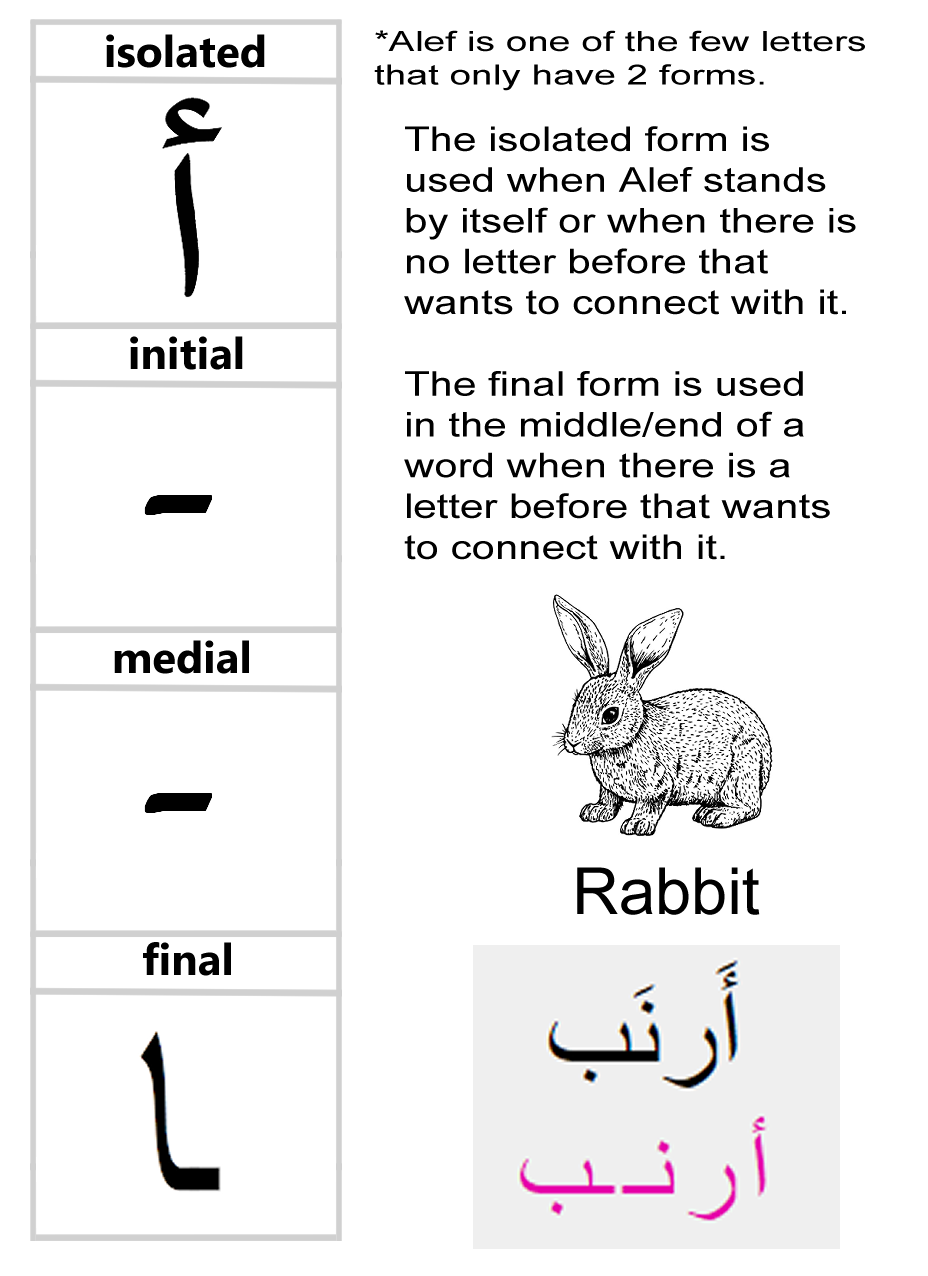 isolated
أ
initial
-
medial
-
final
ـا
*Alef is one of the few letters
that only have 2 forms.
The isolated form is
used when Alef stands
by itself or when there is
no letter before that
wants to connect with it.
The final form is used
in the middle/end of a
word when there is a
letter before that wants
to connect with it.
Rabbit
أَرنَب
أ ر نـ ـب